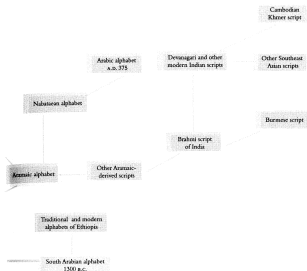 Cambodian
Khmer script
Arabic alphabet
A.D. 375
Devanagari and other
modern Indian scripts
Other Southeast
Asian scripts
Nabataean alphabet
Burmese script
Brahmi script
of India
Aramaic alphabet
Other Aramaic-
derived scripts
Traditional and modern
alphabets of Ethiopia
South Arabian alphabet
1300 B.C.